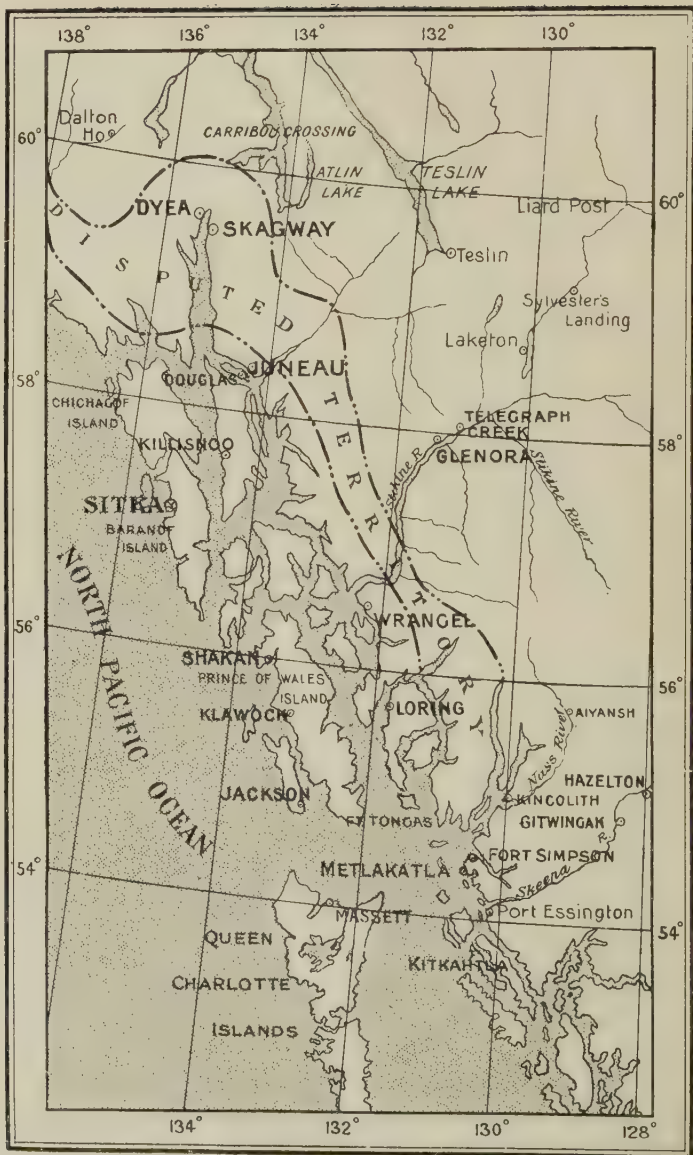 138°
136°
134°
132°
130°
Dalton
Ho
60°
CARRIBOU CROSSING
ATLIN
LAKE
TESLIN
LAKE
60°
DYEA
SKAGWAY
Liard Post
Teslin
DISPUTED TERRITORY
Sylvester's
Landing
Laketon
58°
DOUGLAS
JUNEAU
CHICHAGOF
ISLAND
KILLISNOO
TELEGRAPH
CREEK
58°
GLENORA
Stikine R
Stikine River
SITKA
BARANOF
ISLAND
NORTH PACIFIC OCEAN
56°
WRANGEL
SHAKAN
PRINCE OF WALES
ISLAND
56°
KLAWOCK
LORING
AIYANSH
Nass River
HAZELTON
JACKSON
KINCOLITH
FT. TONGAS
GITWINGAK
54°
METLAKATLA
FORT SIMPSON
Skeena R
MASSETT
Port Essington
54°
QUEEN
CHARLOTTE
ISLANDS
KITKAHTLA
134°
132°
130°
128°